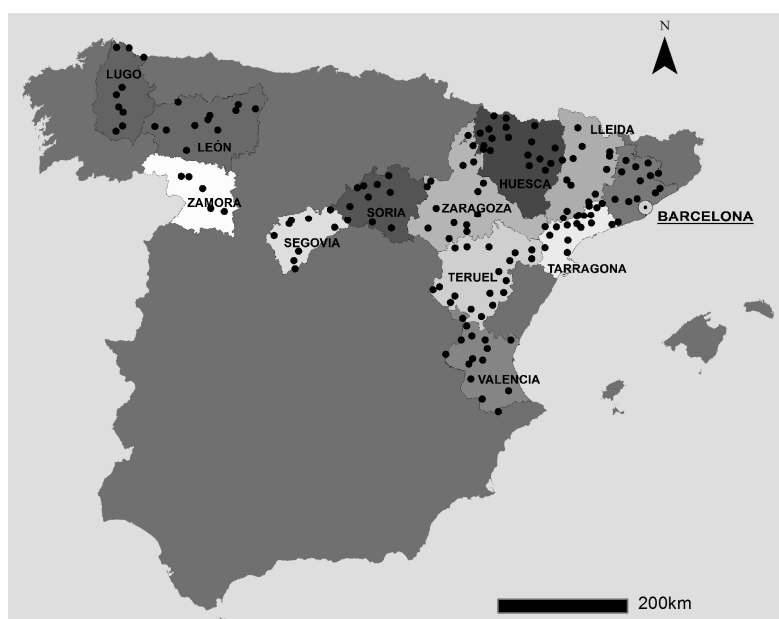 N
LUGO
LEÓN
LLEIDA
HUESCA
ZAMORA
SORIA
ZARAGOZA
BARCELONA
SEGOVIA
TARRAGONA
TERUEL
VALENCIA
200km